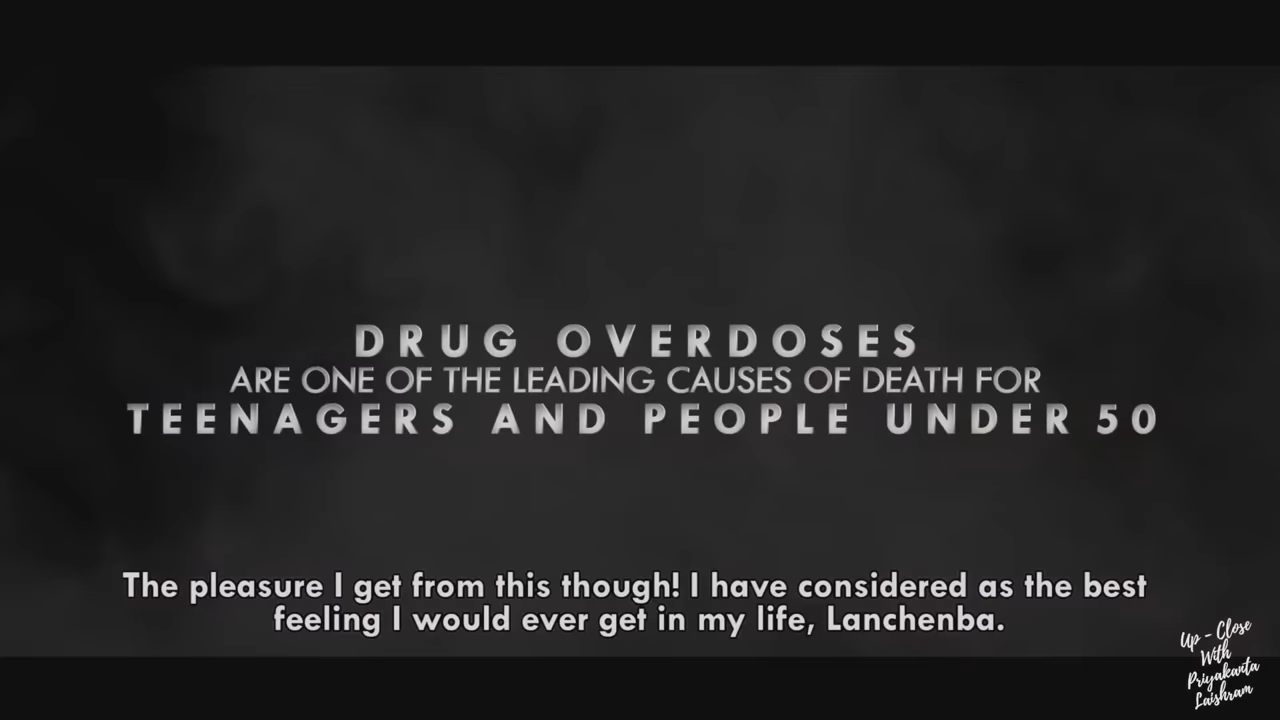 DRUG OVERDOSES
ARE ONE OF THE LEADING CAUSES OF DEATH FOR
TEENAGERS AND PEOPLE UNDER 50
The pleasure I get from this though! I have considered as the best
feeling I would ever get in my life, Lanchenba.
Up - Close
With
Priyakanta
Laishram